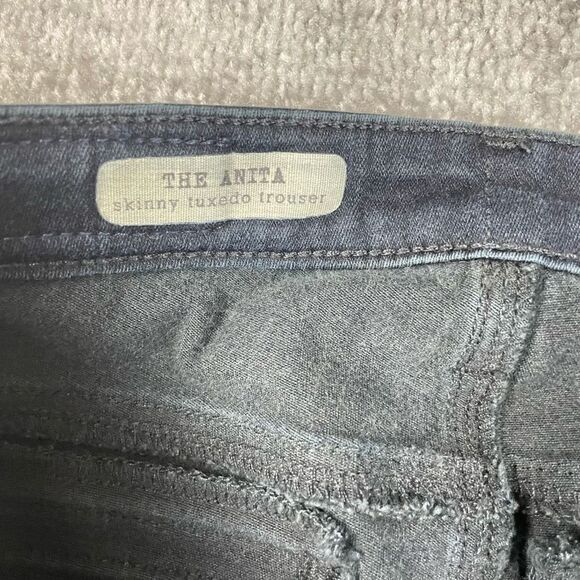 THE ANITA
skinny tuxedo trouser